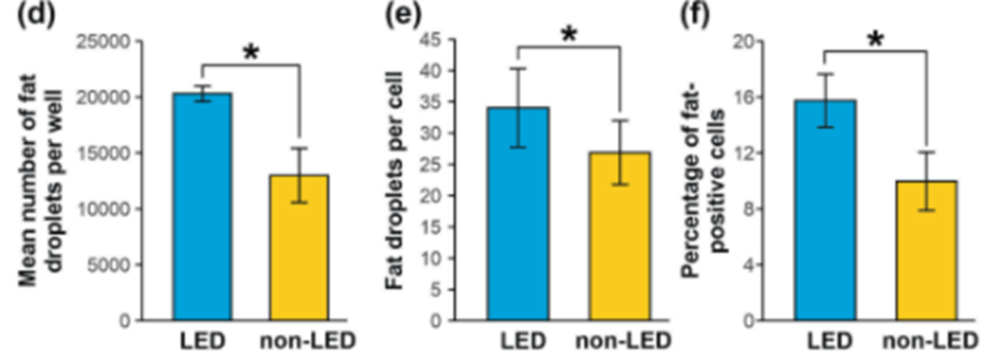 (d)
Mean number of fat
droplets per well
25000
20000
15000
10000
5000
0
*
LED non-LED
(e)
Fat droplets per cell
45
40
35
30
25
20
15
10
5
0
*
LED non-LED
(f)
Percentage of fat-
positive cells
20
16
12
8
4
0
*
LED non-LED